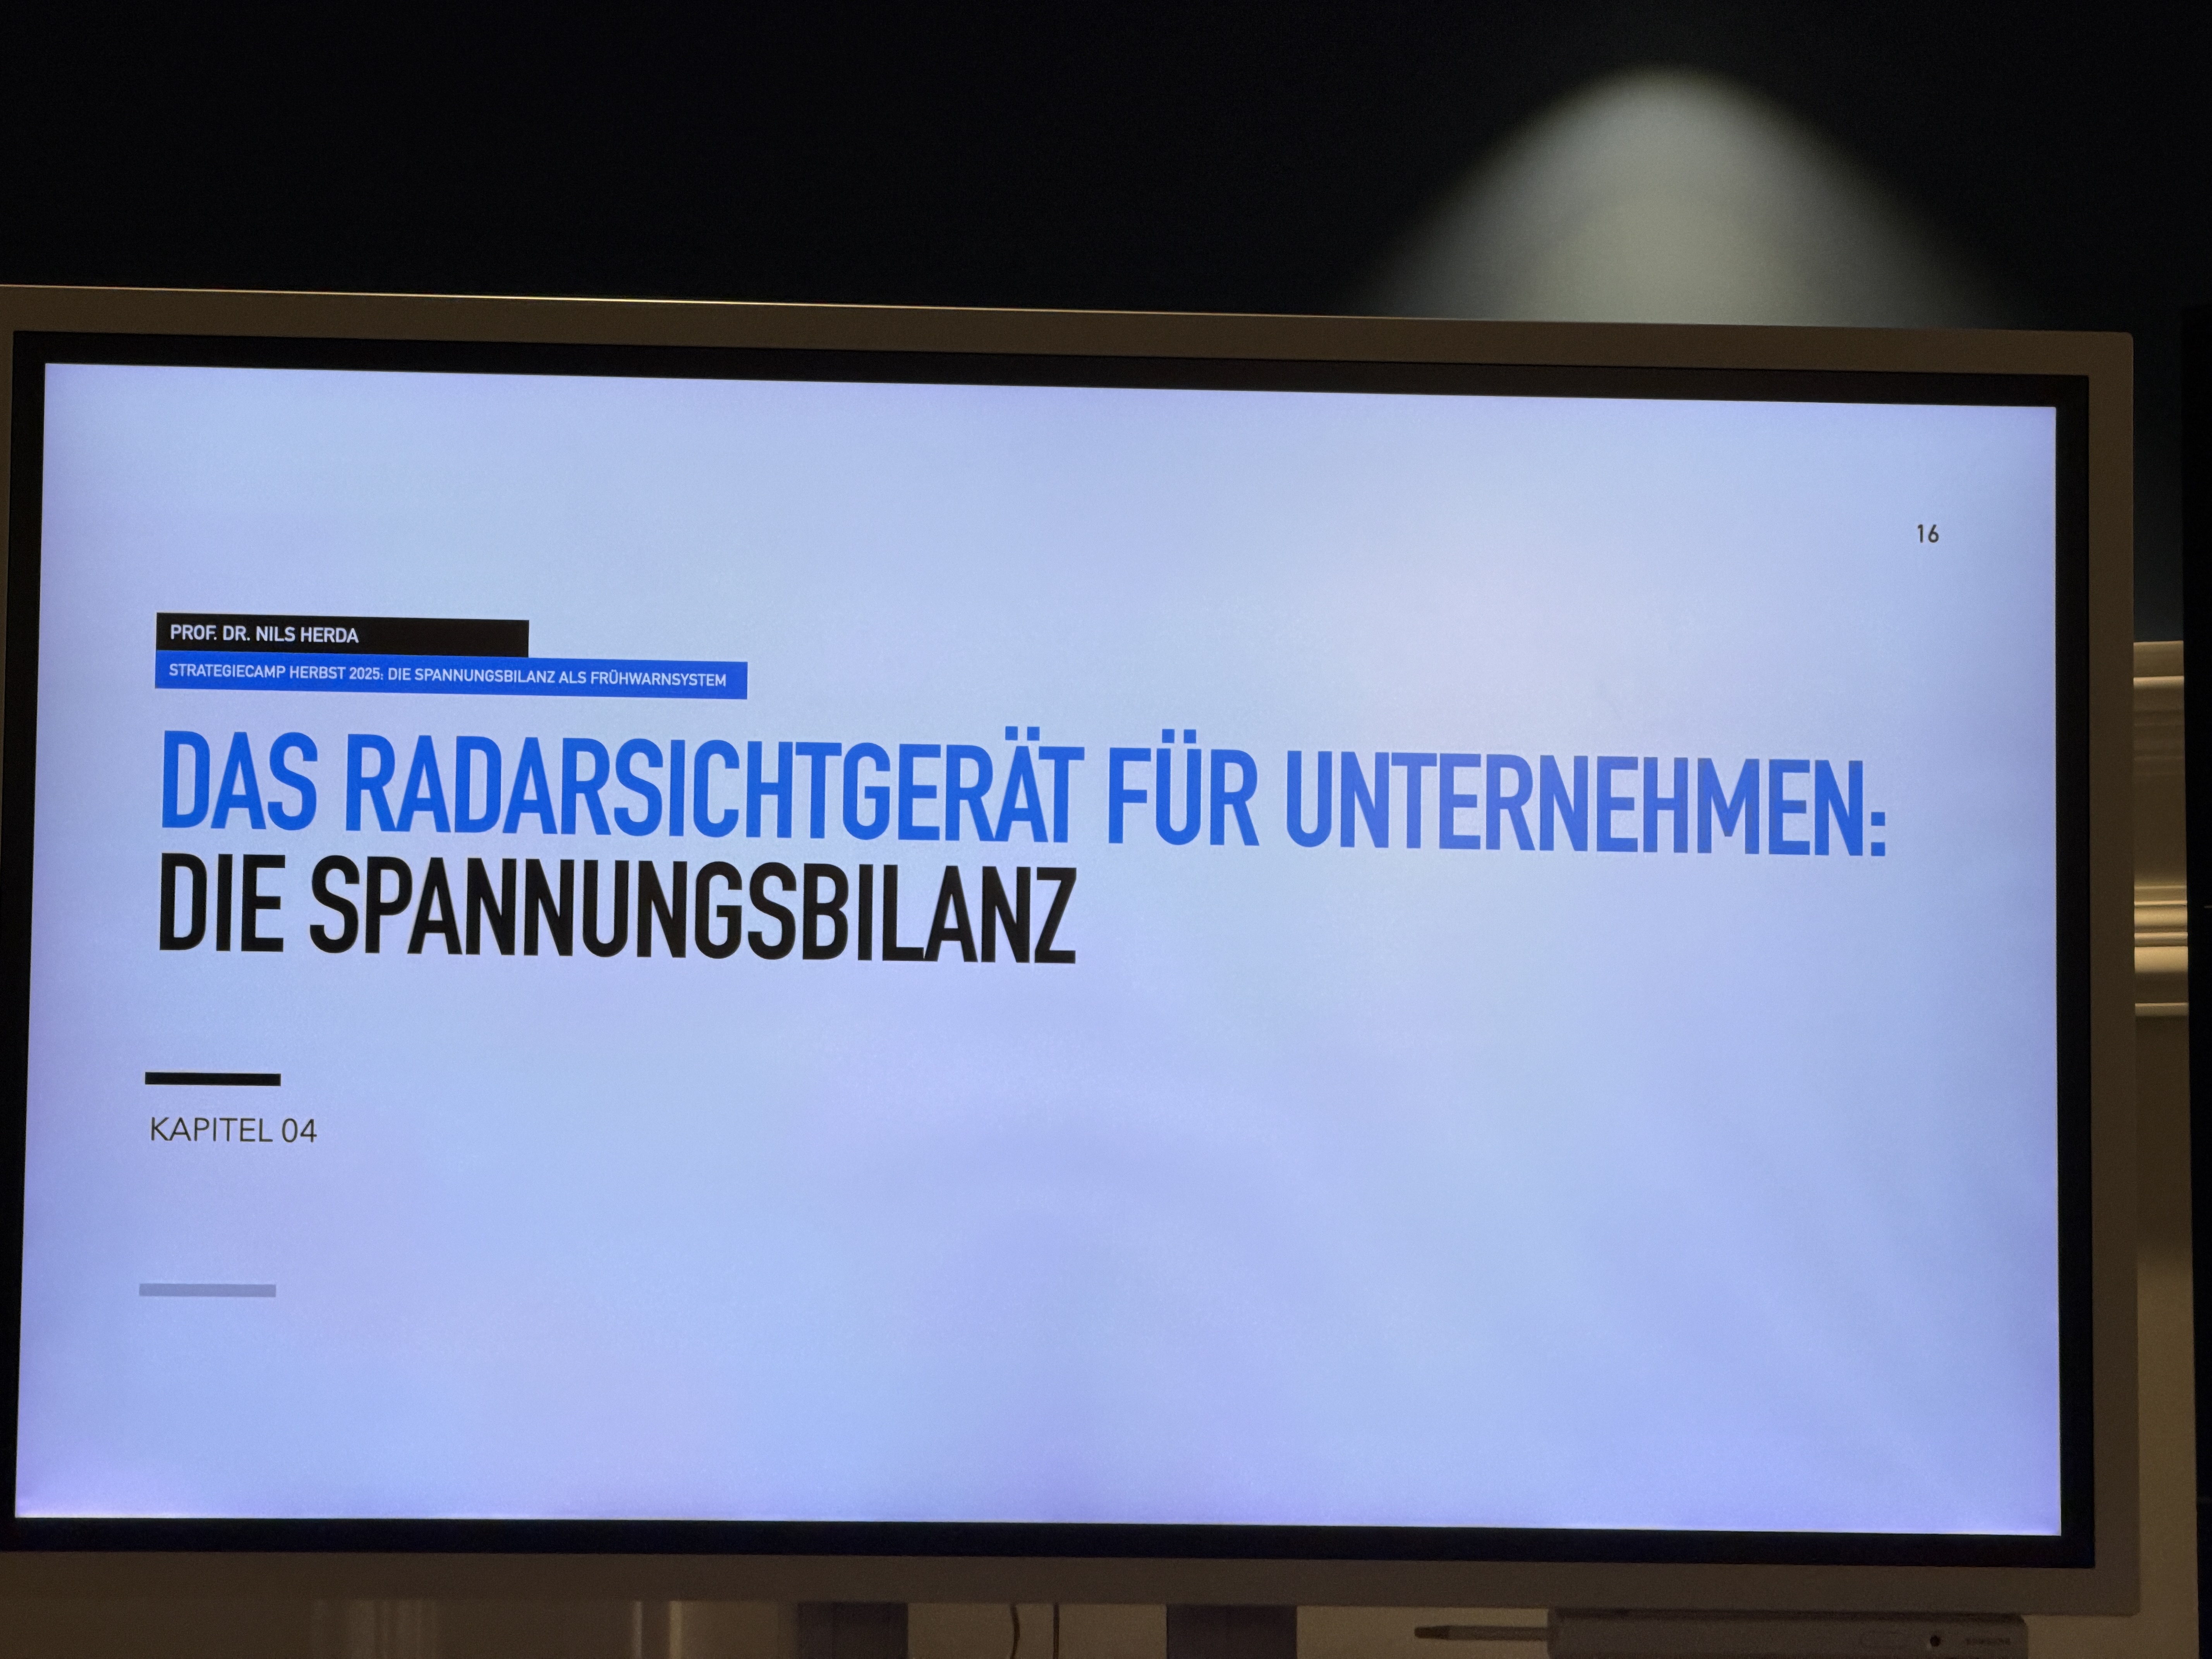 16
PROF. DR. NILS HERDA
STRATEGIECAMP HERBST 2025: DIE SPANNUNGSBILANZ ALS FRÜHWARNSYSTEM
DAS RADARSICHTGERÄT FÜR UNTERNEHMEN:
DIE SPANNUNGSBILANZ
KAPITEL 04